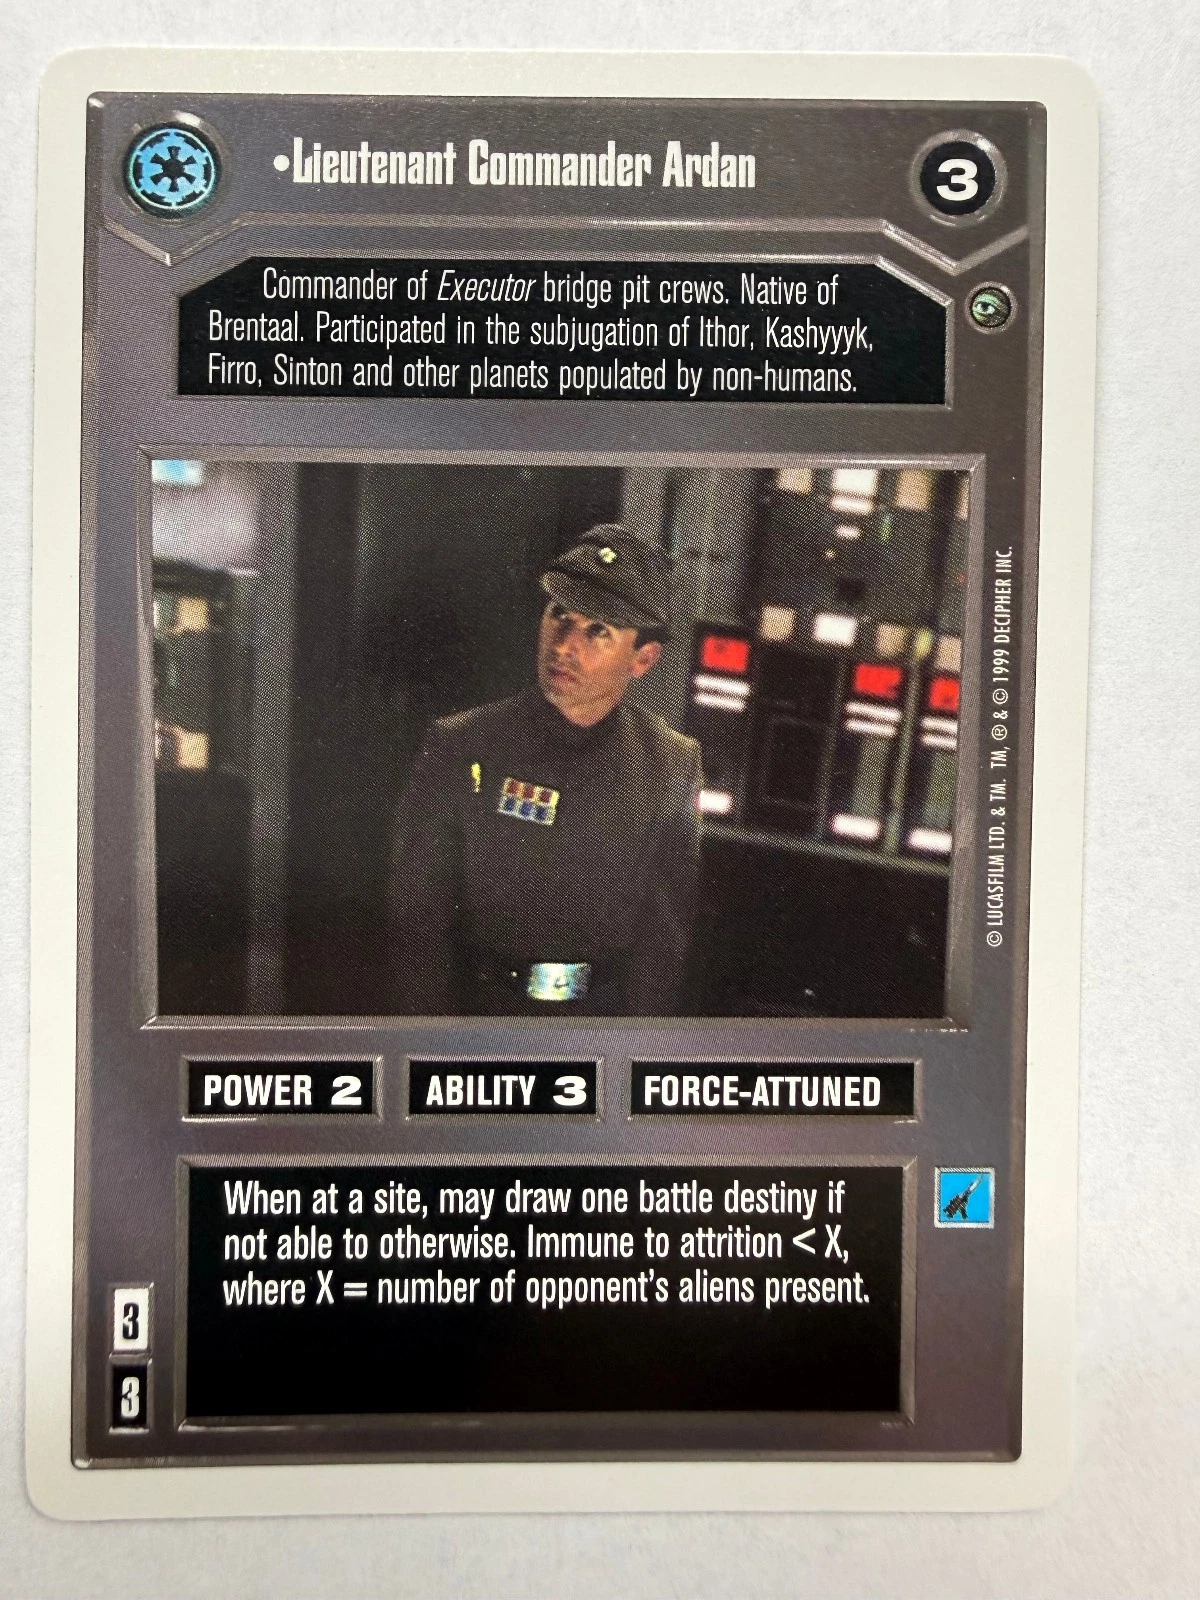 •Lieutenant Commander Ardan
3
Commander of Executor bridge pit crews. Native of
Brentaal. Participated in the subjugation of Ithor, Kashyyyk,
Firro, Sinton and other planets populated by non-humans.
© LUCASFILM LTD. & TM. TM, ® & © 1999 DECIPHER INC.
POWER 2
ABILITY 3
FORCE-ATTUNED
When at a site, may draw one battle destiny if
not able to otherwise. Immune to attrition < X,
where X = number of opponent's aliens present.
3
3